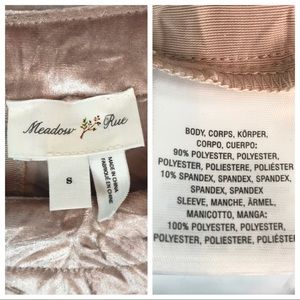 Meadow Rue
S
MADE IN CHINA
FABRIQUÉ EN CHINE
BODY, CORPS, KÖRPER,
CORPO, CUERPO:
90% POLYESTER, POLYESTER,
POLYESTER, POLIESTERE, POLIÉSTER
10% SPANDEX, SPANDEX,
SPANDEX, SPANDEX
SLEEVE, MANCHE, ÄRMEL,
MANICOTTO, MANGA:
100% POLYESTER, POLYESTER,
POLYESTER, POLIESTERE, POLIÉSTER